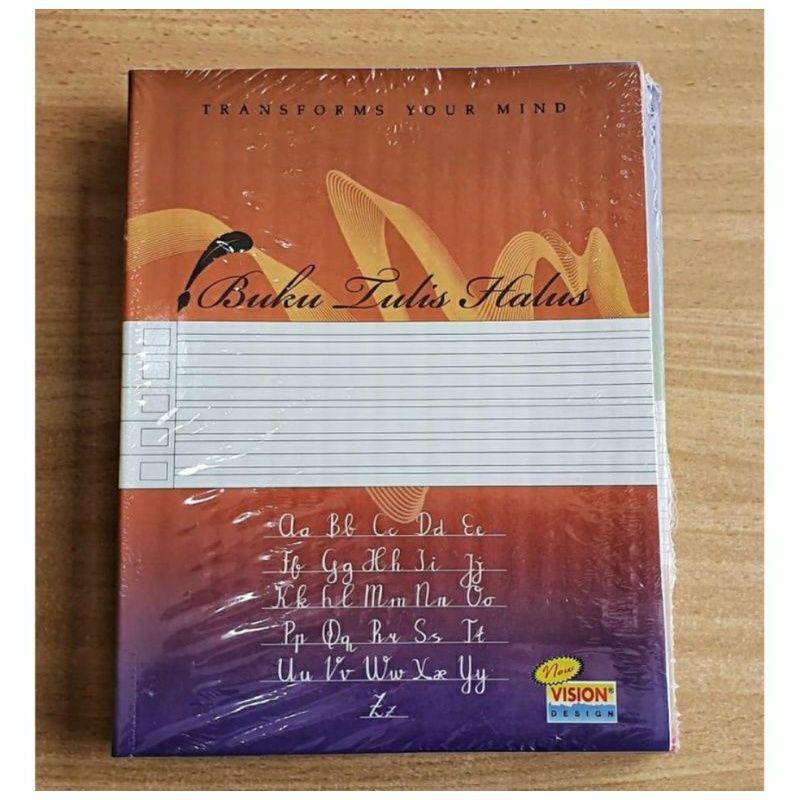 TRANSFORMS YOUR MIND
Buku Tulis Halus
Aa Bb Cc Dd Ee
Ff Gg Hh Ii Jj
Kk Ll Mm Nn Oo
Pp Qq Rr Ss Tt
Uu Vv Ww Xx Yy
Zz
New
VISION®
DESIGN